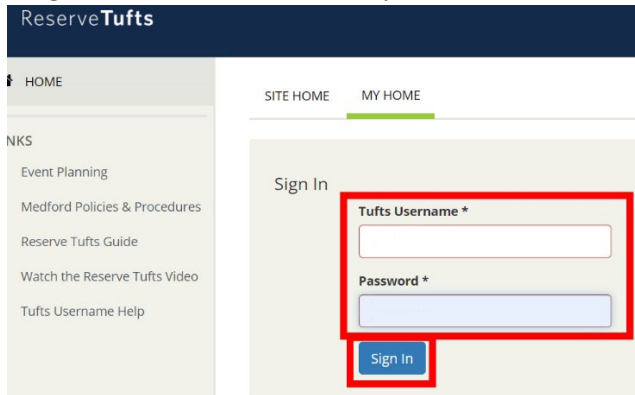 ReserveTufts
HOME
SITE HOME MY HOME
NKS
Event Planning
Medford Policies & Procedures
Reserve Tufts Guide
Watch the Reserve Tufts Video
Tufts Username Help
Sign In
Tufts Username *
Password *
Sign In